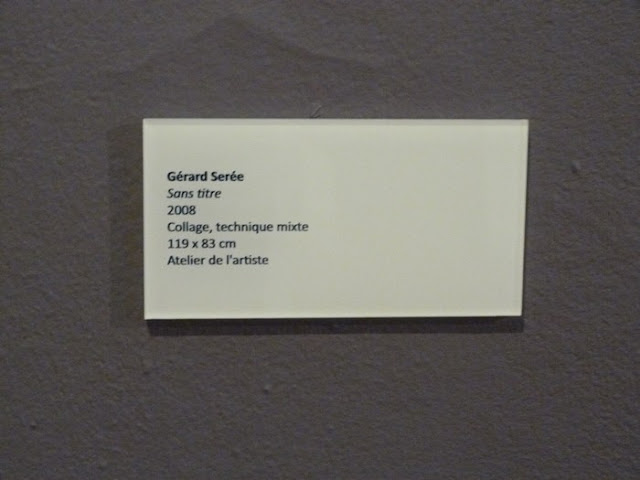 Gérard Serée
Sans titre
2008
Collage, technique mixte
119 x 83 cm
Atelier de l'artiste